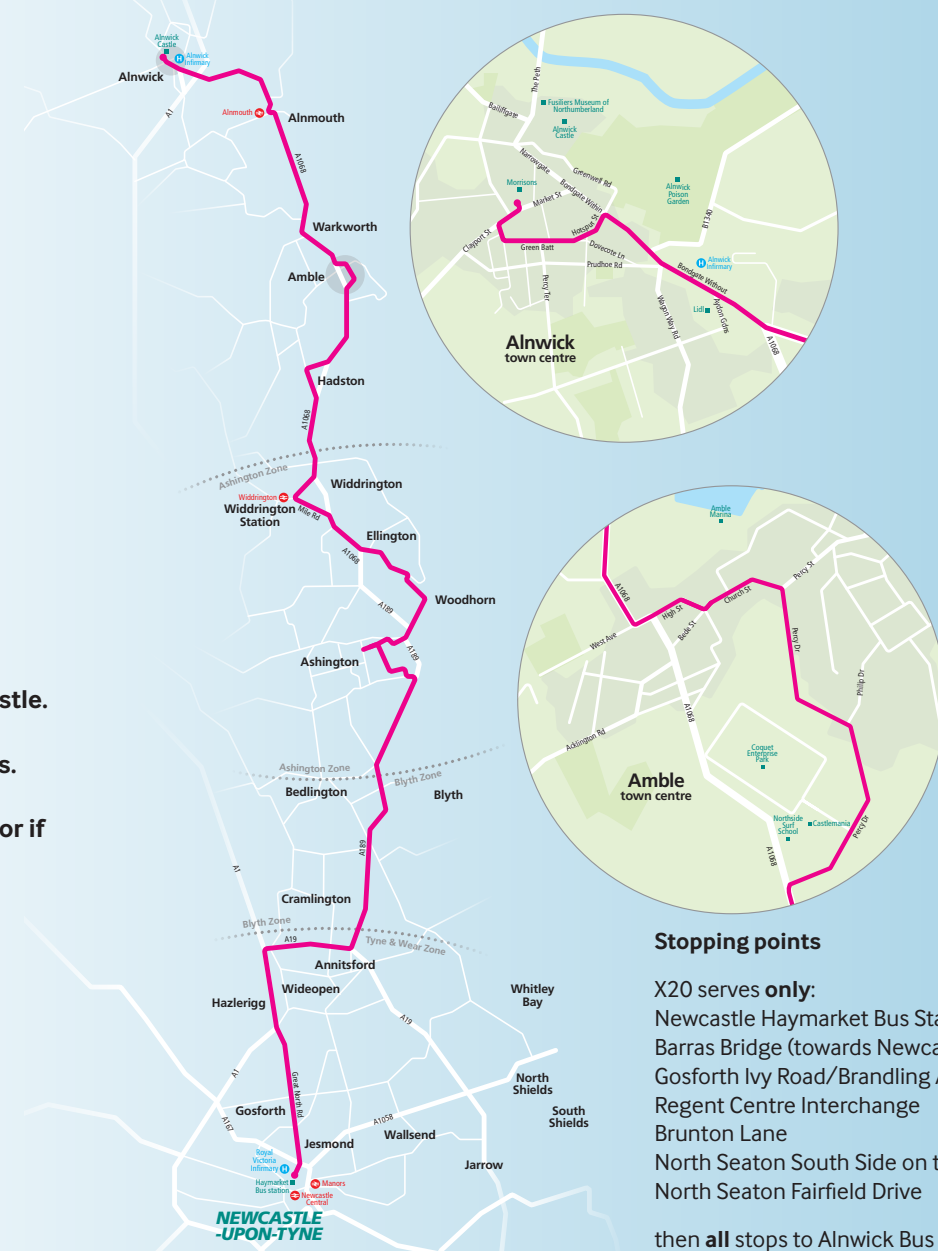 Alnwick
Castle
Alnwick
Infirmary
Alnwick
A1
Alnmouth
Alnmouth
A1068
Warkworth
Amble
Hadston
A1068
Ashington Zone
Widdrington
Widdrington
Widdrington
Station
Mile Rd
Ellington
A1068
Woodhorn
A189
Ashington
A189
Ashington Zone
Blyth Zone
Bedlington
Blyth
A189
A1
Cramlington
Blyth Zone
A19
Tyne & Wear Zone
Annitsford
Wideopen
Hazlerigg
Whitley
Bay
A19
A1
Great North Rd
North
Shields
Gosforth
A167
A1058
South
Shields
Jesmond
Wallsend
Royal
Victoria
Infirmary
Jarrow
Haymarket
Bus station
Manors
Newcastle
Central
NEWCASTLE
-UPON-TYNE
stle.
s.
or if
The Peth
Bailiffgate
Fusiliers Museum of
Northumberland
Alnwick
Castle
Narrowgate
Greenwell Rd
Bondgate Within
Morrisons
Market St
Alnwick
Poison
Garden
B1340
Clayport St
Hotspur St
Green Batt
Dovecote Ln
Prudhoe Rd
Alnwick
Infirmary
Bondgate Without
Percy Ter
Wagon Way Rd
Lidl
Hydon Gdns
A1068
Alnwick
town centre
Amble
Marina
A1068
High St
Church St
Percy St
West Ave
Bede St
Percy Dr
Philip Dr
A1068
Acklington Rd
Coquet
Enterprise
Park
Amble
town centre
Northside
Surf
School
Castlemania
Percy Dr
A1068
Stopping points
X20 serves only:
Newcastle Haymarket Bus Sta
Barras Bridge (towards Newca
Gosforth Ivy Road/Brandling A
Regent Centre Interchange
Brunton Lane
North Seaton South Side on t
North Seaton Fairfield Drive
then all stops to Alnwick Bus